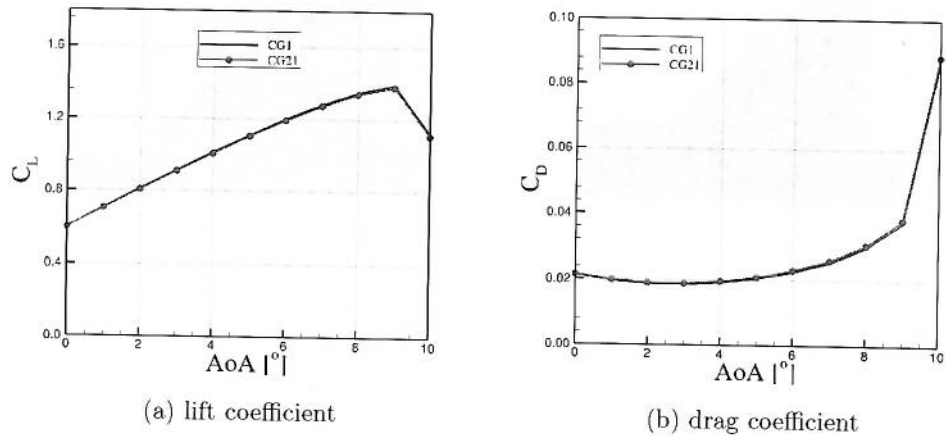 1.6
1.2
0.8
0.4
0.0
C_L
CG1
CG21
0 2 4 6 8 10
AoA [°]
(a) lift coefficient
0.10
0.08
0.06
0.04
0.02
0.00
C_D
CG1
CG21
0 2 4 6 8 10
AoA [°]
(b) drag coefficient